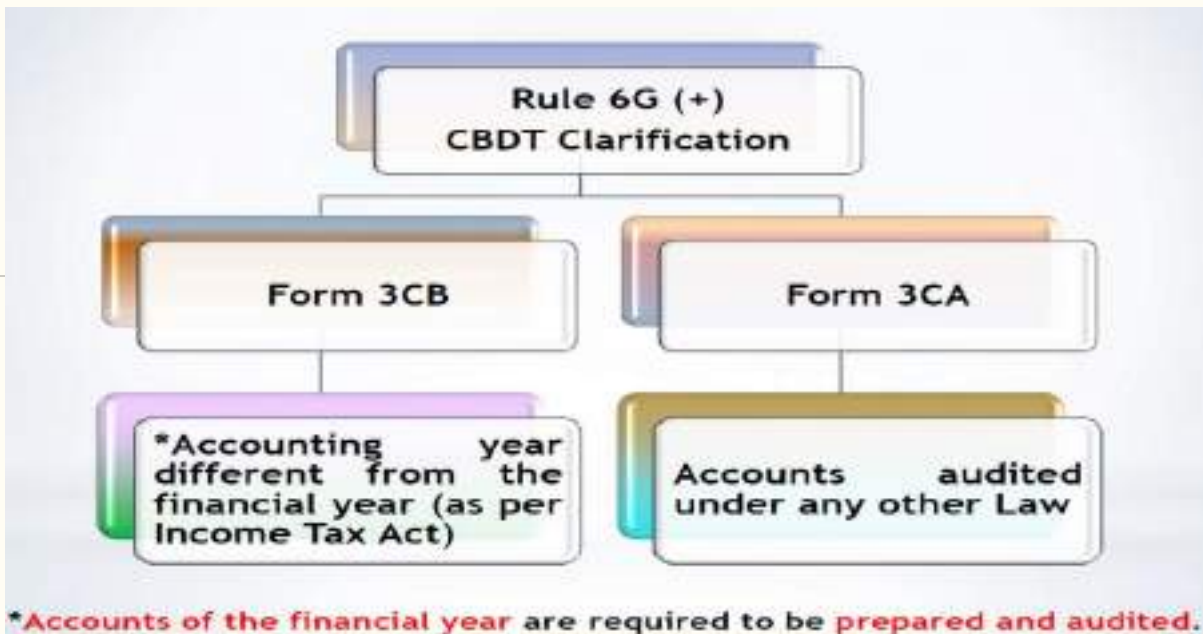 Rule 6G (+)
CBDT Clarification
Form 3CB
Form 3CA
*Accounting year
different from the
financial year (as per
Income Tax Act)
Accounts audited
under any other Law
*Accounts of the financial year are required to be prepared and audited.